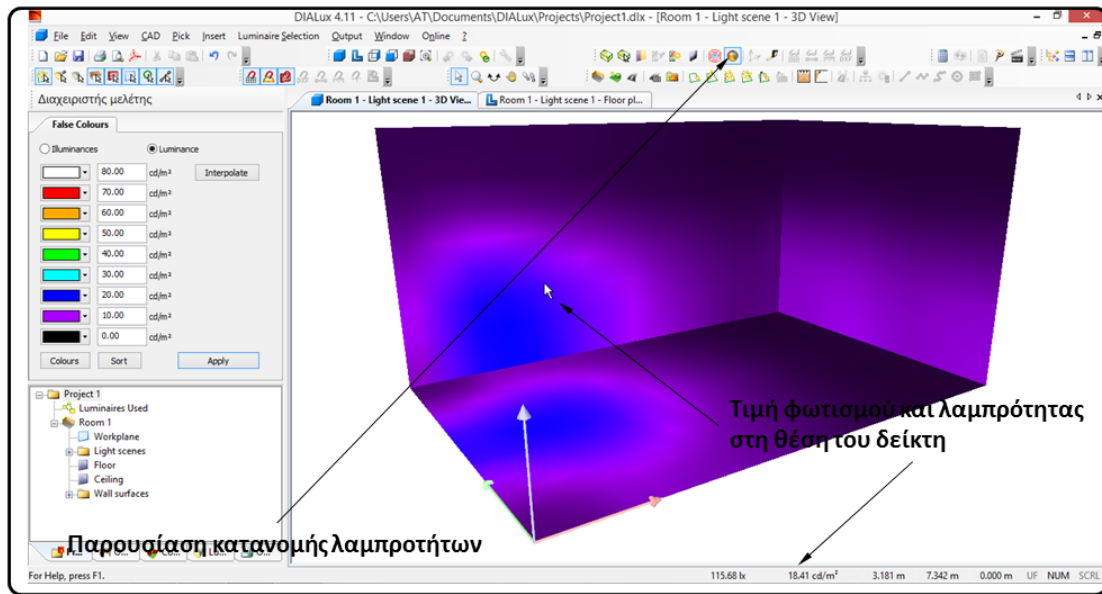 DIALux 4.11 - C:\Users\AT\Documents\DIALux\Projects\Project1.dlx - [Room 1 - Light scene 1 - 3D View]
File Edit View CAD Pick Insert Luminaire Selection Output Window Online ?
Διαχειριστής μελέτης
Room 1 - Light scene 1 - 3D Vie... Room 1 - Light scene 1 - Floor pl...
False Colours
Illuminances Luminance
80.00 cd/m² Interpolate
70.00 cd/m²
60.00 cd/m²
50.00 cd/m²
40.00 cd/m²
30.00 cd/m²
20.00 cd/m²
10.00 cd/m²
0.00 cd/m²
Colours Sort Apply
Project 1
Luminaires Used
Room 1
Workplane
Light scenes
Floor
Ceiling
Wall surfaces
Τιμή φωτισμού και λαμπρότητας
στη θέση του δείκτη
Παρουσίαση κατανομής λαμπροτήτων
For Help, press F1. 115.68 lx 18.41 cd/m² 3.181 m 7.342 m 0.000 m UF NUM SCRL